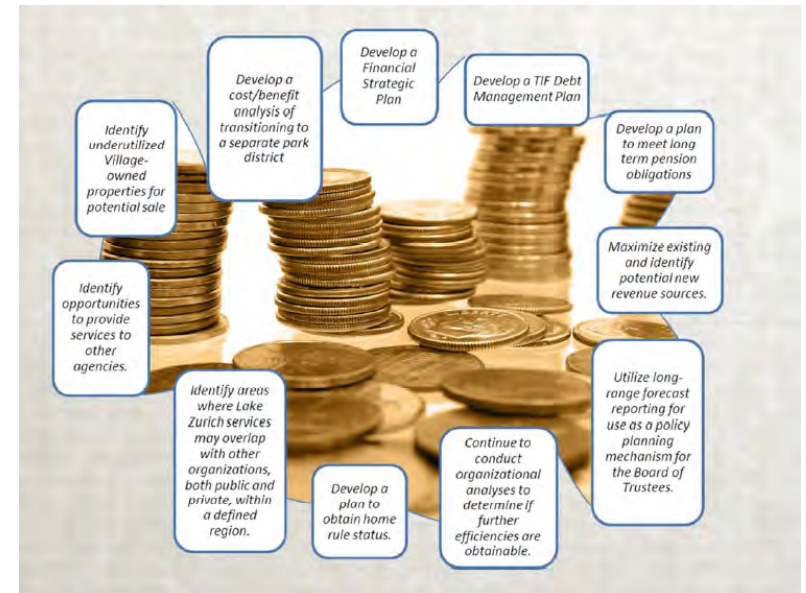 Develop a
Financial
Strategic
Plan
Develop a TIF Debt
Management Plan
Develop a plan
to meet long
term pension
obligations
Maximize existing
and identify
potential new
revenue sources.
Utilize long-
range forecast
reporting for
use as a policy
planning
mechanism for
the Board of
Trustees.
Continue to
conduct
organizational
analyses to
determine if
further
efficiencies are
obtainable.
Develop a
plan to
obtain home
rule status.
Identify areas
where Lake
Zurich services
may overlap
with other
organizations,
both public and
private, within
a defined
region.
Identify
opportunities
to provide
services to
other
agencies.
Identify
underutilized
Village-
owned
properties for
potential sale
Develop a
cost/benefit
analysis of
transitioning to
a separate park
district